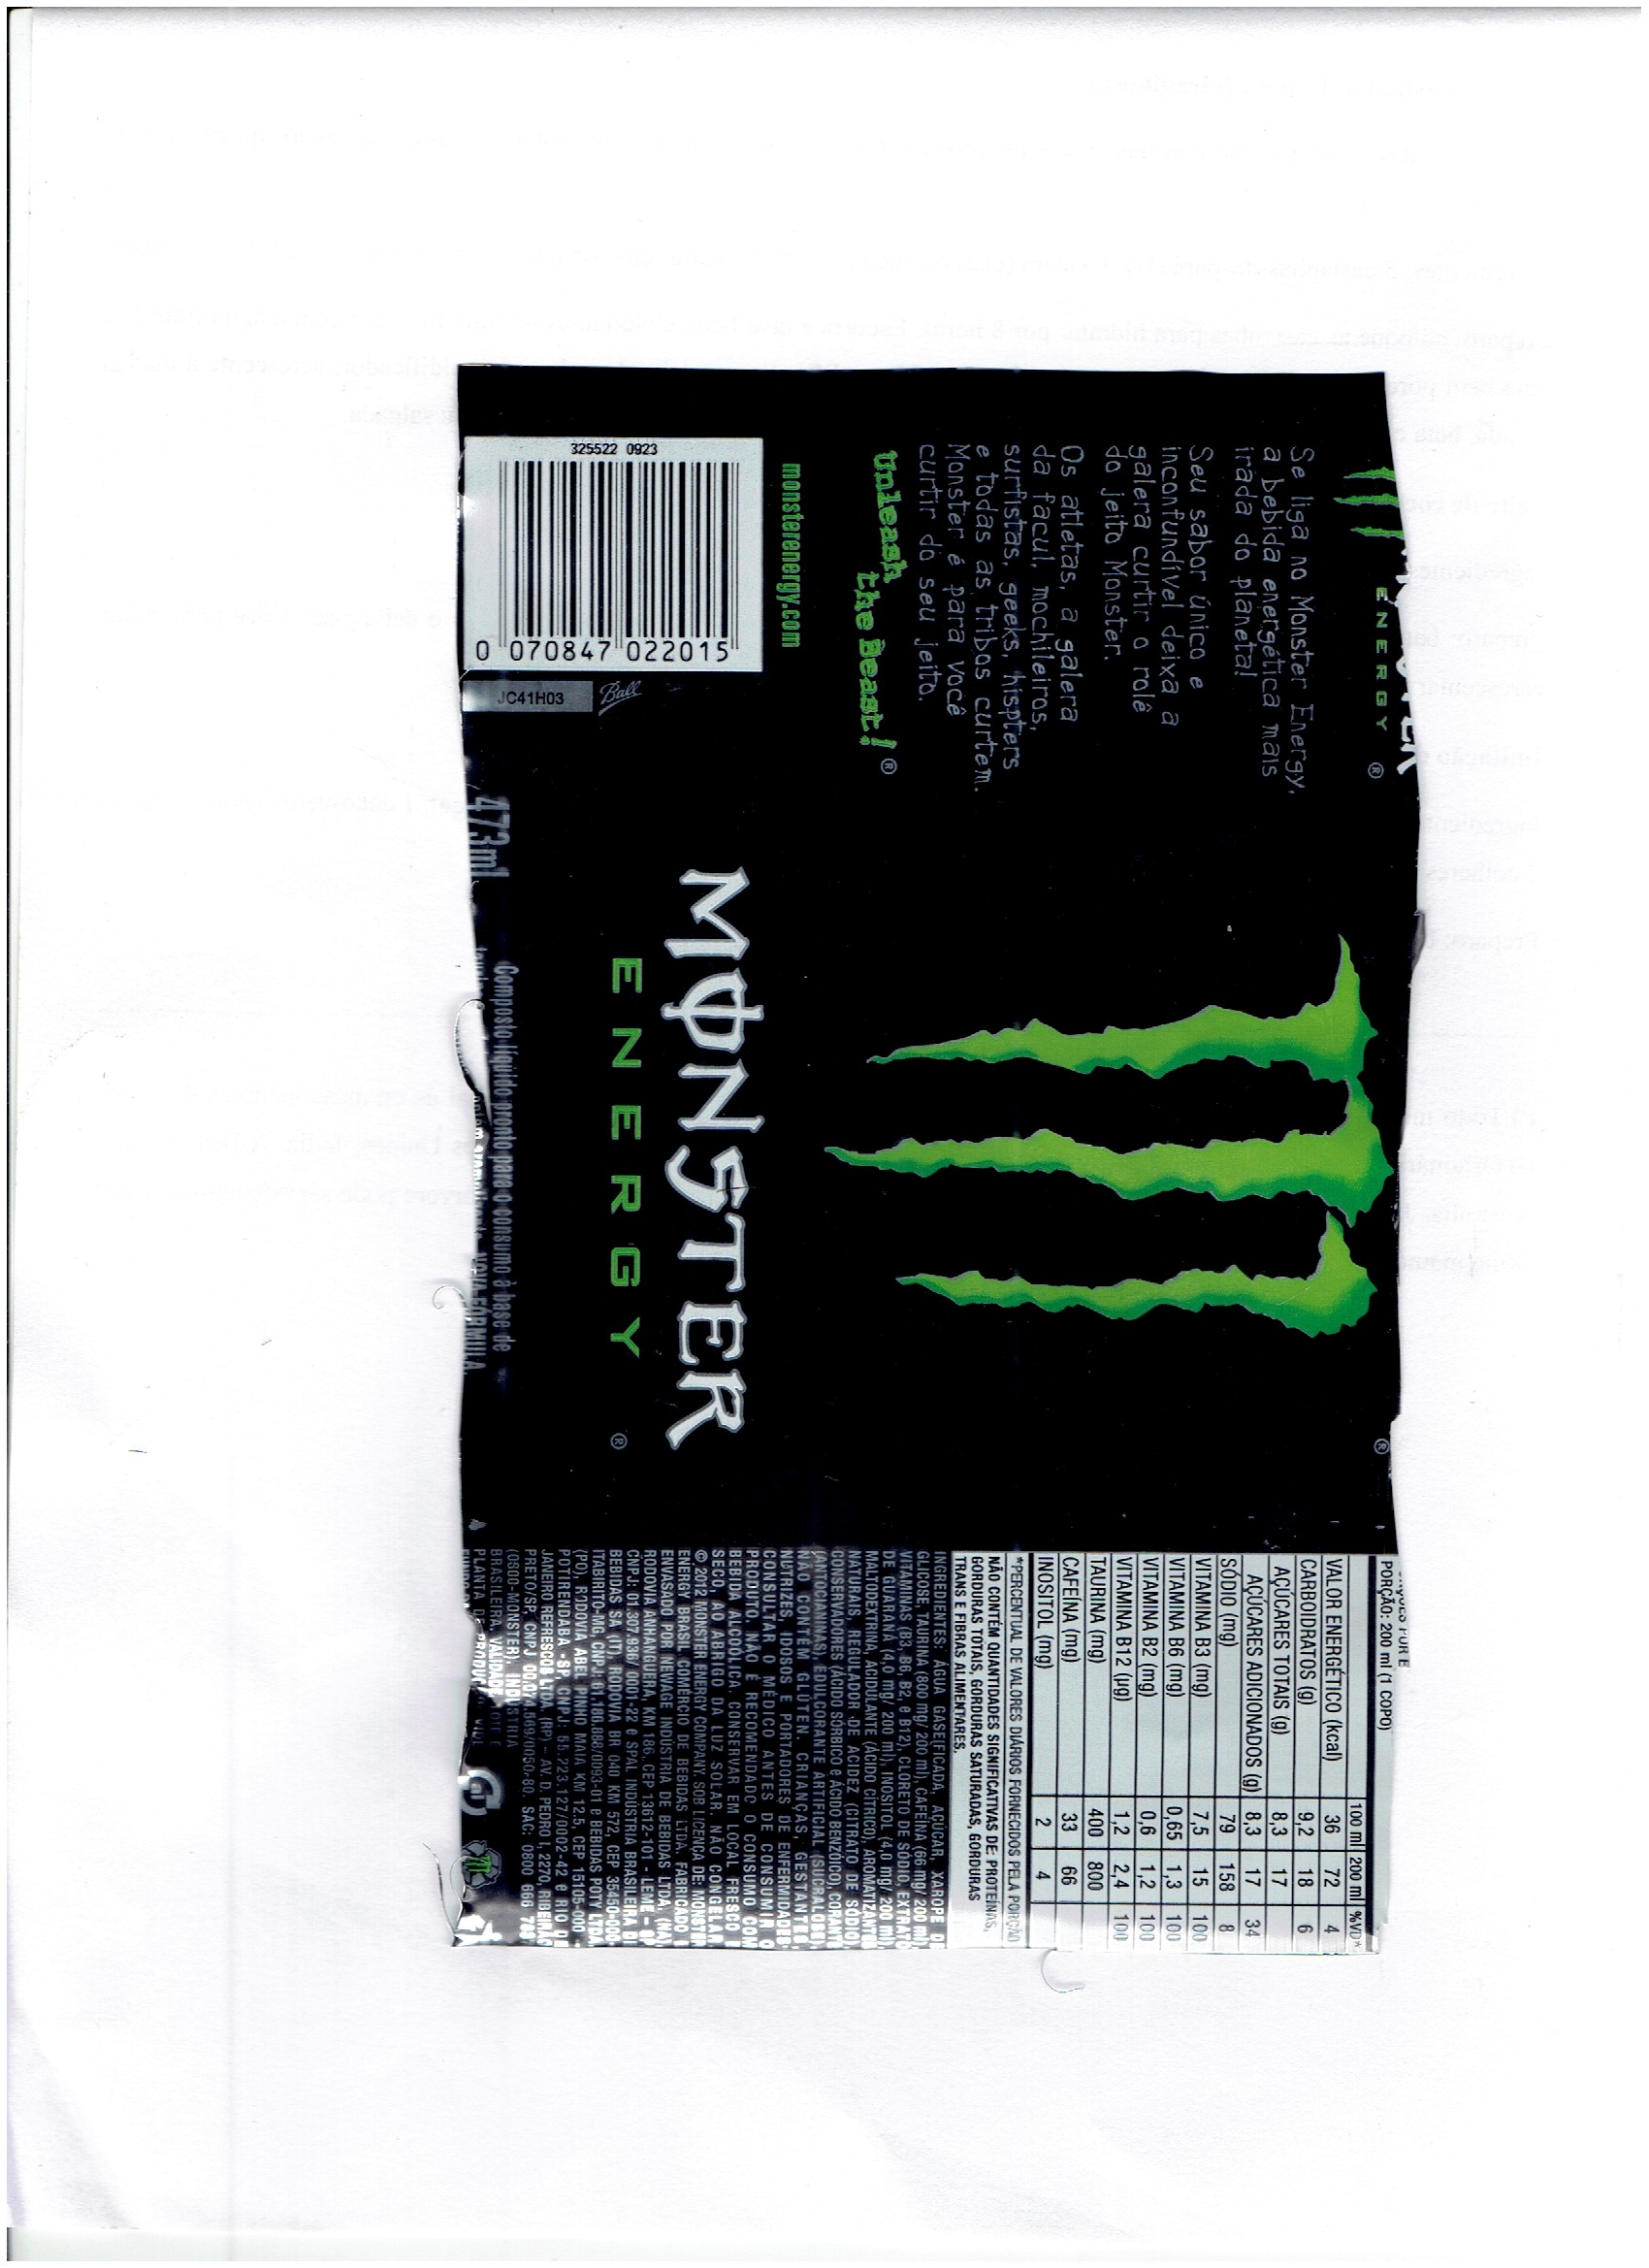 ENERGY ®
Se liga no Monster Energy,
a bebida energética mais
irada do planeta!
Seu sabor único e
inconfundível deixa a
galera curtir o rolê
do jeito Monster.
Os atletas, a galera
da facul, mochileiros,
surfistas, geeks, hispters
e todas as tribos curtem.
Monster é para você
curtir do seu jeito.
Unleash
the Beast! ®
monsterenergy.com
325522 0923
0 070847 022015
Ball
JC41H03
®
MONSTER
ENERGY ®
473ml
Composto líquido pronto para o consumo à base de
NOVA FÓRMULA.
PORÇÃO: 200 ml (1 COPO)
100 ml 200 ml %VD*
VALOR ENERGÉTICO (kcal) 36 72 4
CARBOIDRATOS (g) 9,2 18 6
AÇÚCARES TOTAIS (g) 8,3 17
AÇÚCARES ADICIONADOS (g) 8,3 17 34
SÓDIO (mg) 79 158 8
VITAMINA B3 (mg) 7,5 15 100
VITAMINA B6 (mg) 0,65 1,3 100
VITAMINA B2 (mg) 0,6 1,2 100
VITAMINA B12 (µg) 1,2 2,4 100
TAURINA (mg) 400 800
CAFEÍNA (mg) 33 66
INOSITOL (mg) 2 4
*PERCENTUAL DE VALORES DIÁRIOS FORNECIDOS PELA PORÇÃO
NÃO CONTÉM QUANTIDADES SIGNIFICATIVAS DE: PROTEÍNAS,
GORDURAS TOTAIS, GORDURAS SATURADAS, GORDURAS
TRANS E FIBRAS ALIMENTARES.
INGREDIENTES: ÁGUA GASEIFICADA, AÇÚCAR, XAROPE DE
GLICOSE, TAURINA (800 mg/ 200 ml), CAFEÍNA (66 mg/ 200 ml),
VITAMINAS (B3, B6, B2, e B12), CLORETO DE SÓDIO, EXTRATO
DE GUARANÁ (4,0 mg/ 200 ml), INOSITOL (4,0 mg/ 200 ml),
MALTODEXTRINA, ACIDULANTE (ÁCIDO CÍTRICO), AROMATIZANTES
NATURAIS, REGULADOR DE ACIDEZ (CITRATO DE SÓDIO),
CONSERVADORES (ÁCIDO SÓRBICO e ÁCIDO BENZÓICO), CORANTE
(ANTOCIANINAS), EDULCORANTE ARTIFICIAL (SUCRALOSE),
NÃO CONTÉM GLÚTEN. CRIANÇAS, GESTANTES,
NUTRIZES, IDOSOS E PORTADORES DE ENFERMIDADES:
CONSULTAR O MÉDICO ANTES DE CONSUMIR O
PRODUTO. NÃO É RECOMENDADO O CONSUMO COM
BEBIDA ALCOÓLICA. CONSERVAR EM LOCAL FRESCO E
SECO, AO ABRIGO DA LUZ SOLAR. NÃO CONGELAR.
© 2012 MONSTER ENERGY COMPANY. SOB LICENÇA DE: MONSTER
ENERGY BRASIL COMÉRCIO DE BEBIDAS LTDA. FABRICADO E
ENVASADO POR NEWAGE INDÚSTRIA DE BEBIDAS LTDA. (NA),
RODOVIA ANHANGUERA, KM 186, CEP 13612-101 - LEME - SP
CNPJ: 01.307.936/ 0001-22 e SPAL INDÚSTRIA BRASILEIRA DE
BEBIDAS SA (IT), RODOVIA BR 040 KM 572, CEP 35450-000-
ITABIRITO-MG, CNPJ: 61.186.888/0093-01 e BEBIDAS POTY LTDA.
(PO), RODOVIA ABEL PINHO MAIA KM 12.5, CEP 15105-000 -
POTIRENDABA -SP, CNPJ: 55.223.127/0002-42 e RIO DE
JANEIRO REFRESCOS LTDA. (RP) - AV. D. PEDRO I, 2270, RIBEIRÃO
PRETO/SP, CNPJ 00.074.569/0050-80. SAC: 0800 666 7837
(0800-MONSTER). INDÚSTRIA
BRASILEIRA. VALIDADE
PLANTA DE